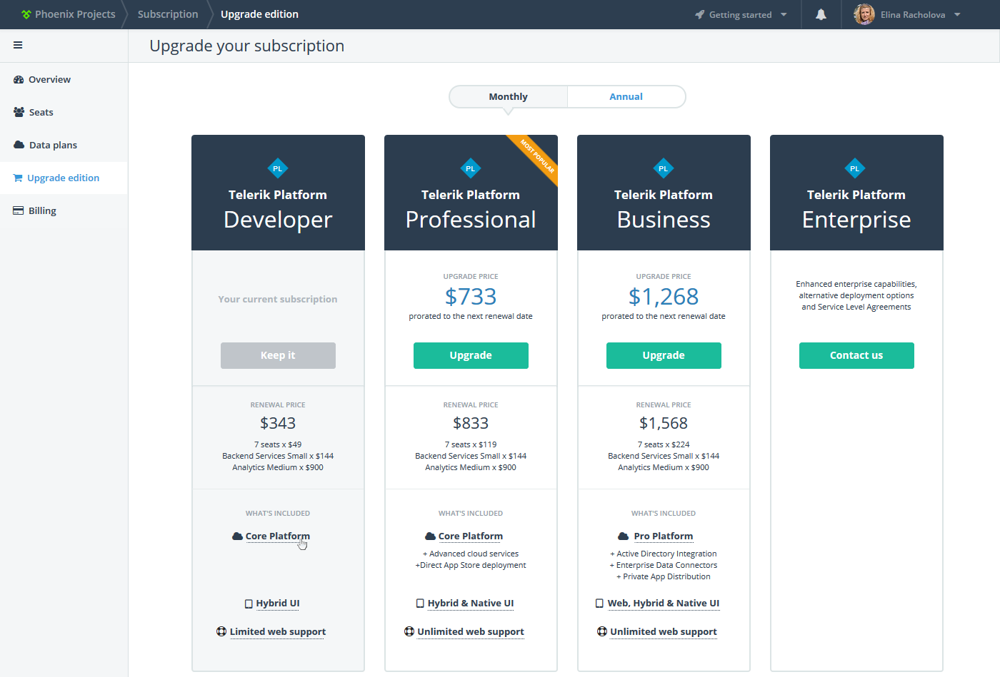 Phoenix Projects
Subscription
Upgrade edition
Getting started
Elina Racholova
Upgrade your subscription
Overview
Seats
Data plans
Upgrade edition
Billing
Monthly
Annual
PL
Telerik Platform
Developer
Your current subscription
Keep it
RENEWAL PRICE
$343
7 seats x $49
Backend Services Small x $144
Analytics Medium x $900
WHAT'S INCLUDED
Core Platform
Hybrid UI
Limited web support
MOST POPULAR
PL
Telerik Platform
Professional
UPGRADE PRICE
$733
prorated to the next renewal date
Upgrade
RENEWAL PRICE
$833
7 seats x $119
Backend Services Small x $144
Analytics Medium x $900
WHAT'S INCLUDED
Core Platform
+ Advanced cloud services
+Direct App Store deployment
Hybrid & Native UI
Unlimited web support
PL
Telerik Platform
Business
UPGRADE PRICE
$1,268
prorated to the next renewal date
Upgrade
RENEWAL PRICE
$1,568
7 seats x $224
Backend Services Small x $144
Analytics Medium x $900
WHAT'S INCLUDED
Pro Platform
+ Active Directory Integration
+ Enterprise Data Connectors
+ Private App Distribution
Web, Hybrid & Native UI
Unlimited web support
PL
Telerik Platform
Enterprise
Enhanced enterprise capabilities,
alternative deployment options
and Service Level Agreements
Contact us